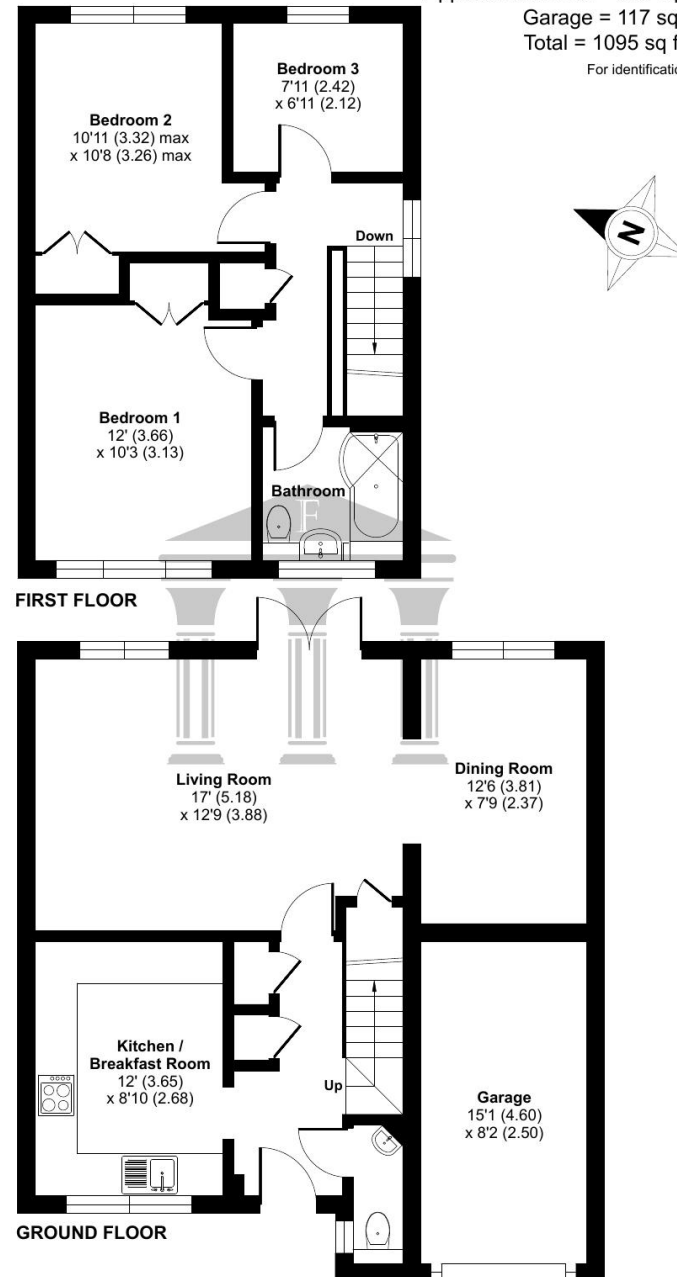 Garage = 117 sq
Total = 1095 sq f
For identificatio
Bedroom 3
7'11 (2.42)
x 6'11 (2.12)
Bedroom 2
10'11 (3.32) max
x 10'8 (3.26) max
Down
N
Bedroom 1
12' (3.66)
x 10'3 (3.13)
Bathroom
F
FIRST FLOOR
Living Room
17' (5.18)
x 12'9 (3.88)
Dining Room
12'6 (3.81)
x 7'9 (2.37)
Kitchen /
Breakfast Room
12' (3.65)
x 8'10 (2.68)
Up
Garage
15'1 (4.60)
x 8'2 (2.50)
GROUND FLOOR